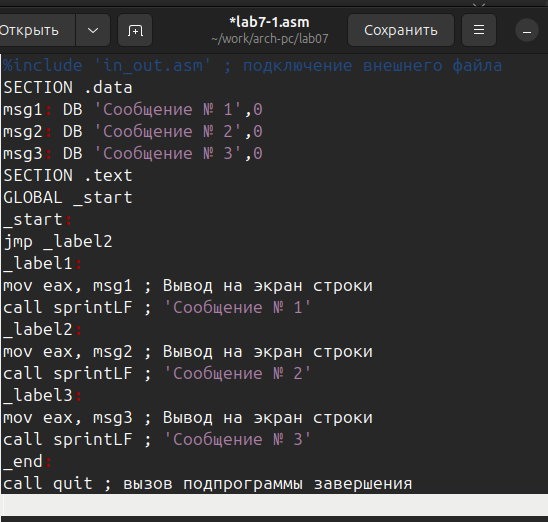 Открыть
*lab7-1.asm
~/work/arch-pc/lab07
Сохранить
%include 'in_out.asm' ; подключение внешнего файла
SECTION .data
msg1: DB 'Сообщение № 1',0
msg2: DB 'Сообщение № 2',0
msg3: DB 'Сообщение № 3',0
SECTION .text
GLOBAL _start
_start:
jmp _label2
_label1:
mov eax, msg1 ; Вывод на экран строки
call sprintLF ; 'Сообщение № 1'
_label2:
mov eax, msg2 ; Вывод на экран строки
call sprintLF ; 'Сообщение № 2'
_label3:
mov eax, msg3 ; Вывод на экран строки
call sprintLF ; 'Сообщение № 3'
_end:
call quit ; вызов подпрограммы завершения